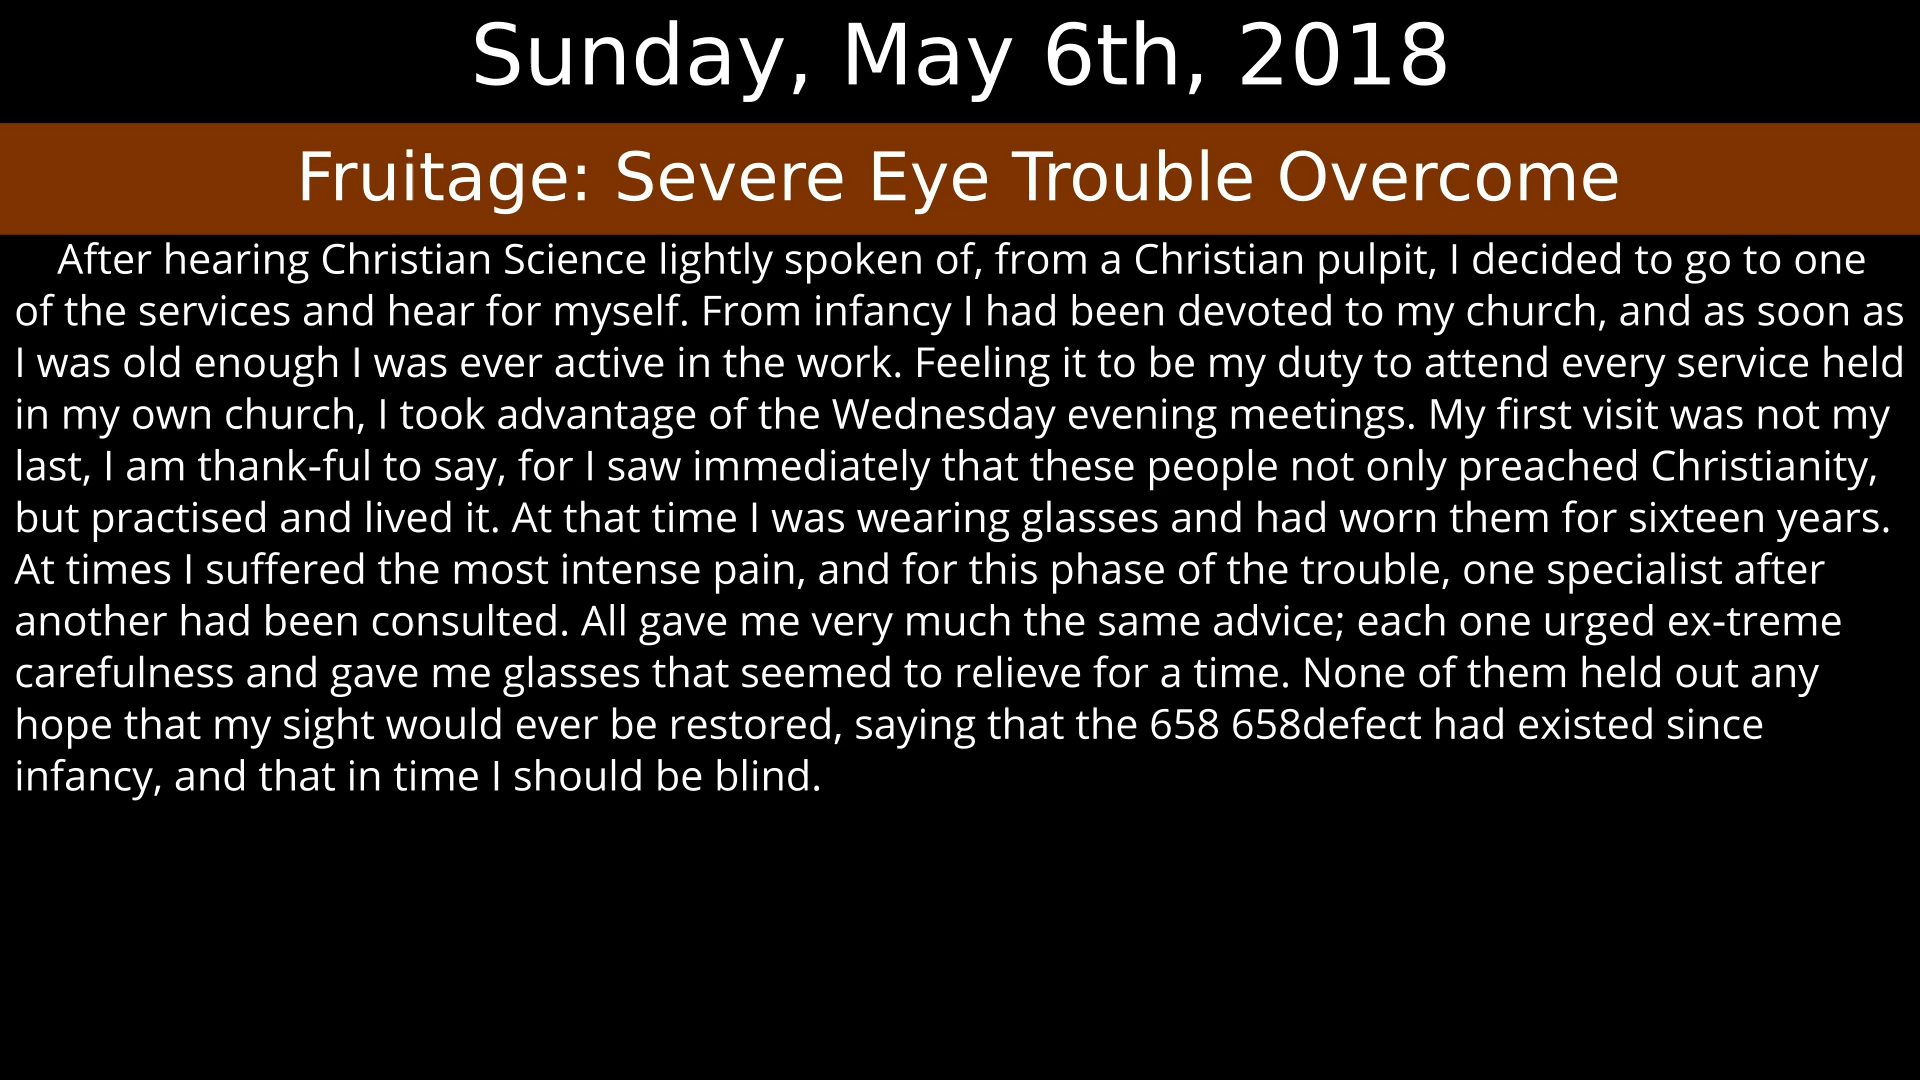 Sunday, May 6th, 2018
Fruitage: Severe Eye Trouble Overcome
After hearing Christian Science lightly spoken of, from a Christian pulpit, I decided to go to one
of the services and hear for myself. From infancy I had been devoted to my church, and as soon as
I was old enough I was ever active in the work. Feeling it to be my duty to attend every service held
in my own church, I took advantage of the Wednesday evening meetings. My first visit was not my
last, I am thank-ful to say, for I saw immediately that these people not only preached Christianity,
but practised and lived it. At that time I was wearing glasses and had worn them for sixteen years.
At times I suffered the most intense pain, and for this phase of the trouble, one specialist after
another had been consulted. All gave me very much the same advice; each one urged ex-treme
carefulness and gave me glasses that seemed to relieve for a time. None of them held out any
hope that my sight would ever be restored, saying that the 658 658defect had existed since
infancy, and that in time I should be blind.